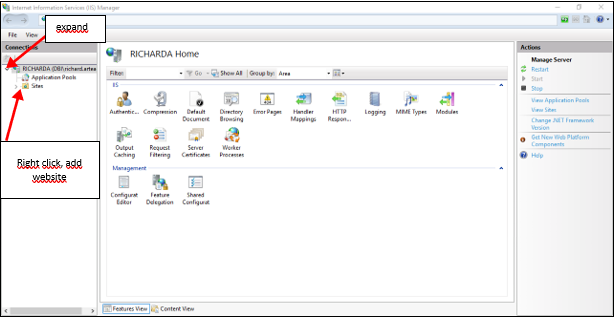 Internet Information Services (IIS) Manager
File View
expand
Connections
RICHARDA (DBI\richard.artea
Application Pools
Sites
Right click, add
website
RICHARDA Home
Filter: Go Show All Group by: Area
IIS
Authentic... Compression Default Document Directory Browsing Error Pages Handler Mappings HTTP Respon... Logging MIME Types Modules
Output Caching Request Filtering Server Certificates Worker Processes
Management
Configurat Editor Feature Delegation Shared Configurat
Features View Content View
Actions
Manage Server
Restart
Start
Stop
View Application Pools
View Sites
Change .NET Framework
Version
Get New Web Platform
Components
Help